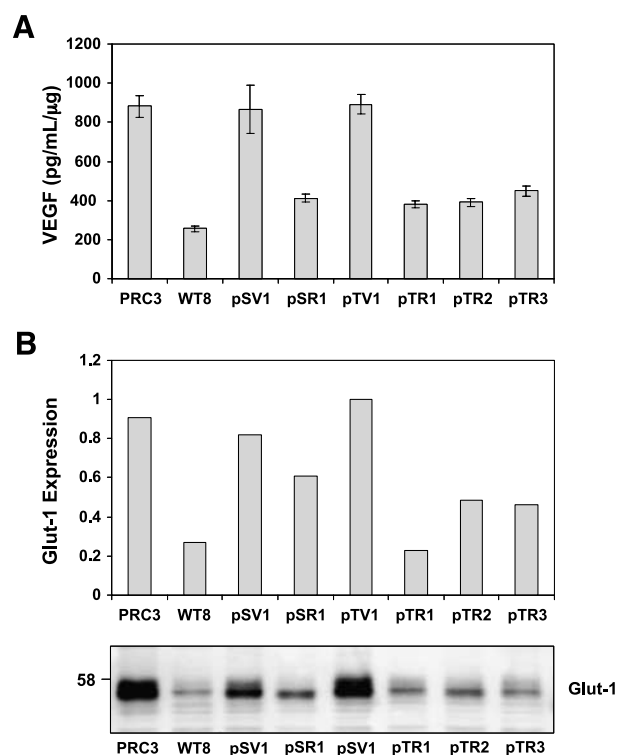 A
VEGF (pg/mL/μg)
1200
1000
800
600
400
200
0
PRC3 WT8 pSV1 pSR1 pTV1 pTR1 pTR2 pTR3
B
Glut-1 Expression
1.2
1
0.8
0.6
0.4
0.2
0
PRC3 WT8 pSV1 pSR1 pTV1 pTR1 pTR2 pTR3
58
Glut-1
PRC3 WT8 pSV1 pSR1 pSV1 pTR1 pTR2 pTR3